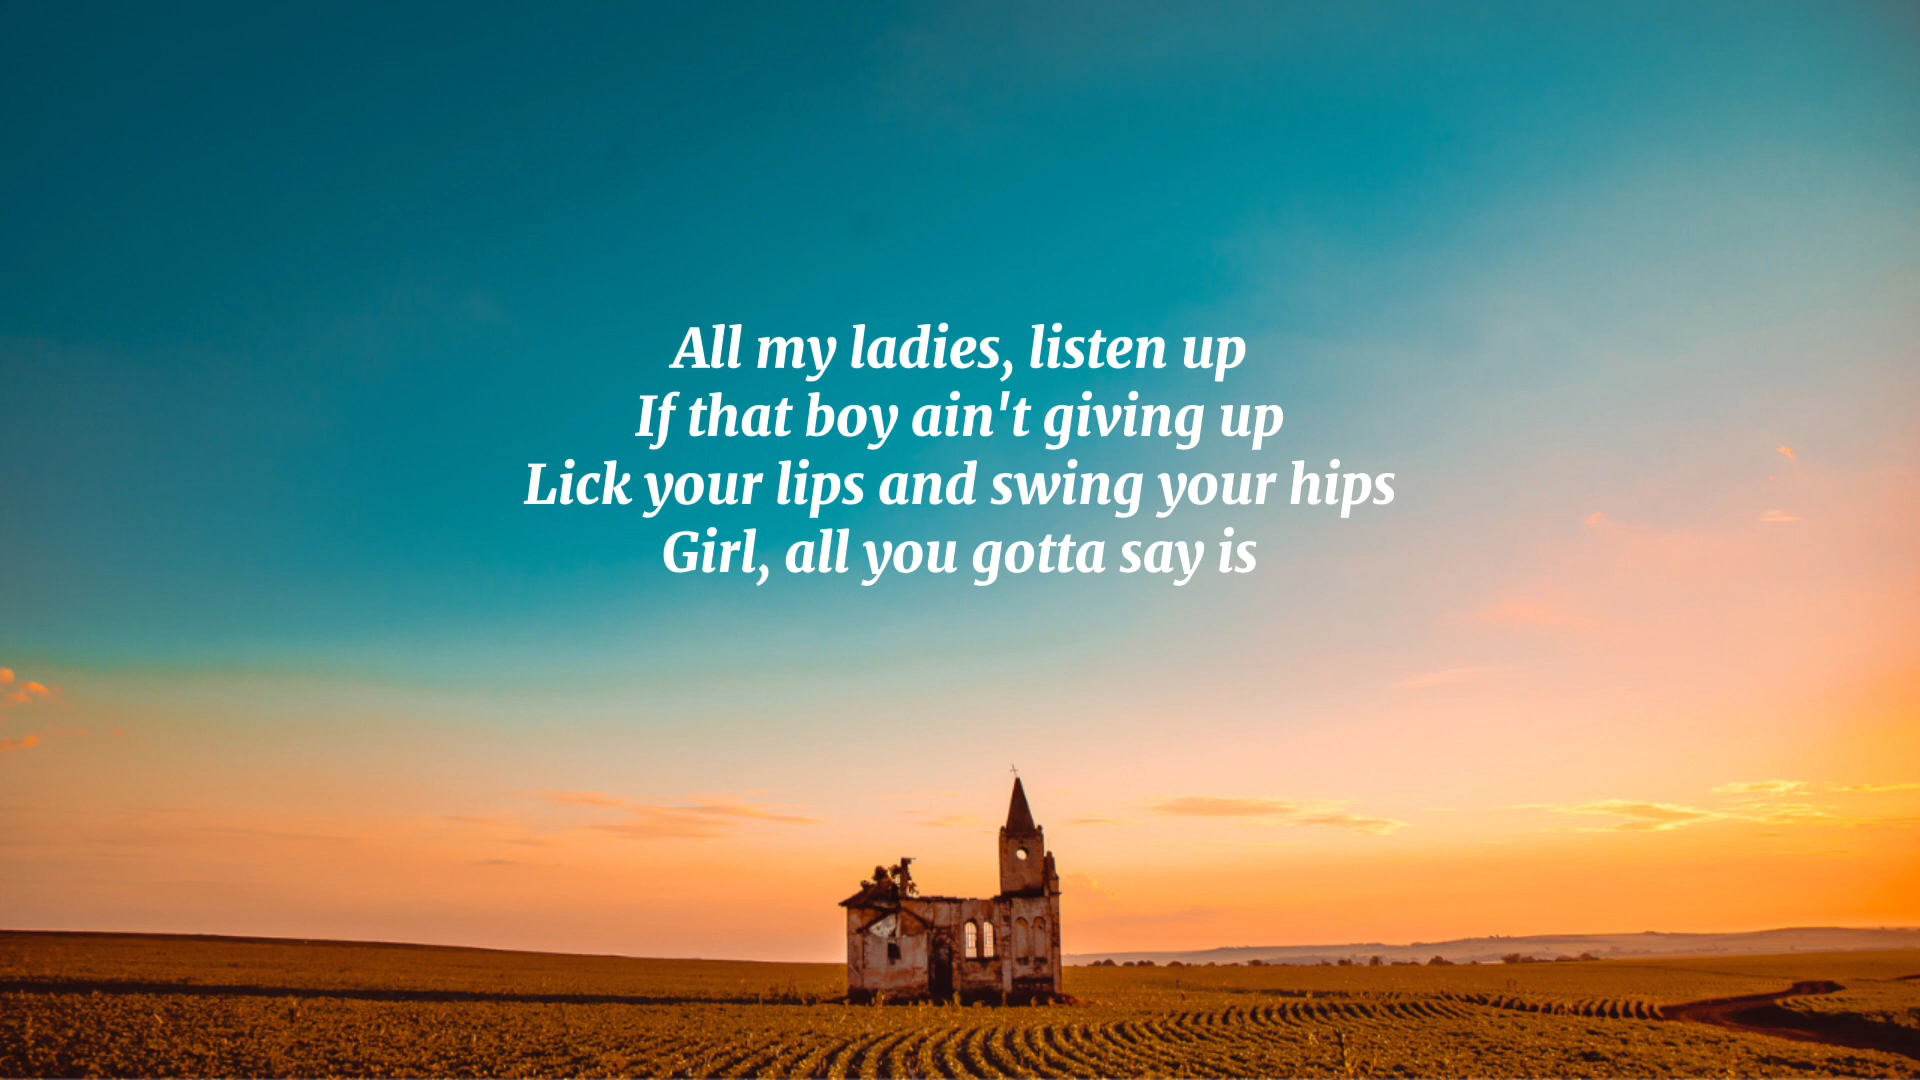 All my ladies, listen up
If that boy ain't giving up
Lick your lips and swing your hips
Girl, all you gotta say is